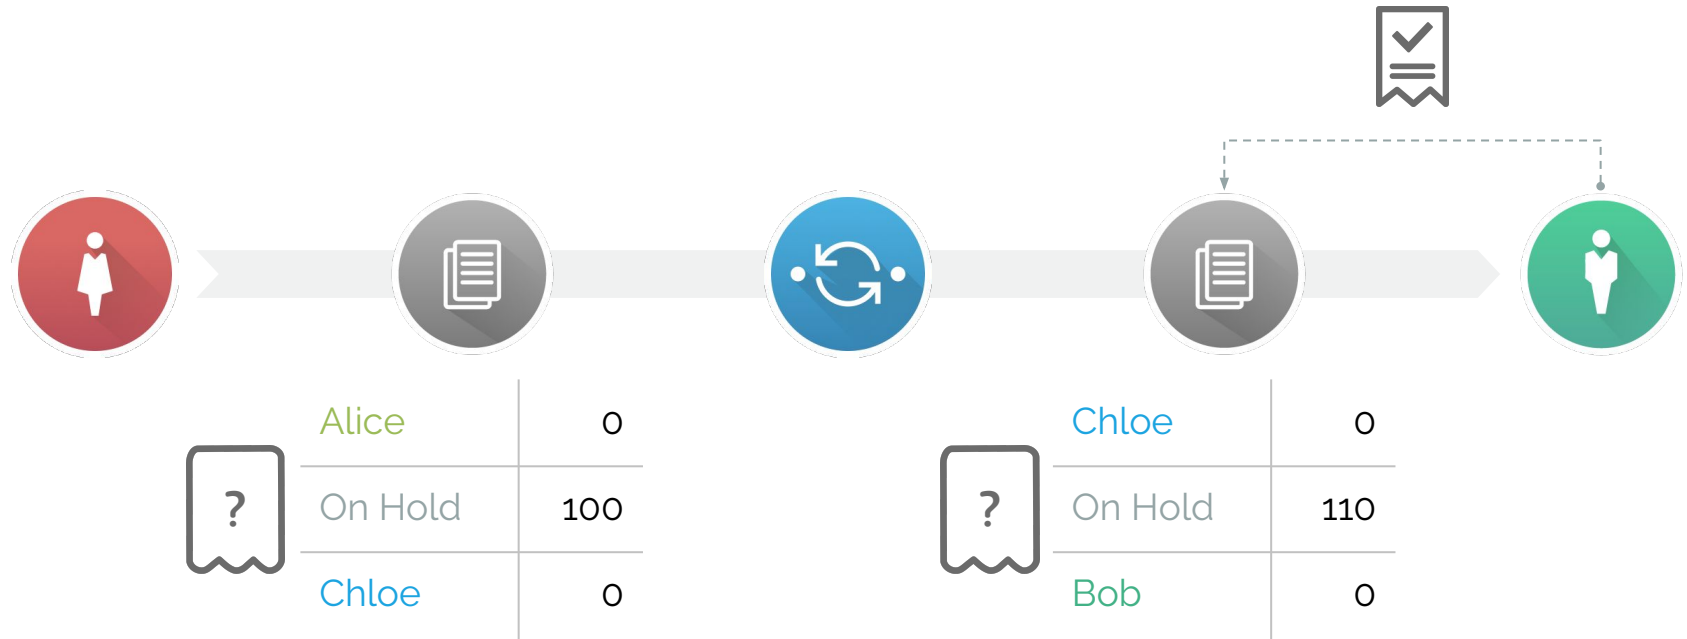 Alice 0
? On Hold 100
Chloe 0
Chloe 0
? On Hold 110
Bob 0